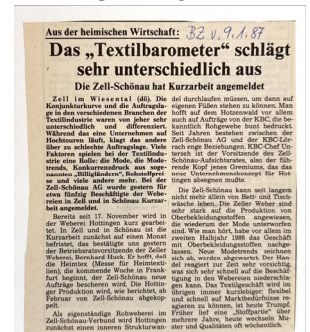 Aus der heimischen Wirtschaft: BZ v. 9.1.87
Das „Textilbarometer“ schlägt
sehr unterschiedlich aus
Die Zell-Schönau hat Kurzarbeit angemeldet
Zell im Wiesental (dö). Die
Konjunkturkurve und die Auftragsla-
ge in den verschiedenen Branchen der
Textilindustrie waren von jeher sehr
unterschiedlich und differenziert.
Während das eine Unternehmen auf
Hochtouren läuft, klagt das andere
über zu schlechte Auftragslage. Viele
Faktoren spielen bei der Textilindu-
strie eine Rolle: die Mode, die Mode-
trends, Konkurrenzdruck aus soge-
nannten „Billigländern“, Rohstoffprei-
se und viele andere mehr. Bei der
Zell-Schönau AG wurde gestern für
etwa fünfzig Beschäftigte der Webe-
reien in Zell und in Schönau Kurzar-
beit angemeldet.
Bereits seit 17. November wird in
der Weberei Hottingen kurz gearbei-
tet. In Zell und in Schönau ist die
Kurzarbeit zunächst auf einen Monat
befristet, das bestätigte uns gestern
der Betriebsratsvorsitzende der Zeller
Weberei, Bernhard Huck. Er hofft, daß
die Heimtex (Messe für Heimtexti-
lien), die kommende Woche in Frank-
furt beginnt, der Zell-Schönau neue
Aufträge bescheren wird. Die Hottin-
ger Produktion wird, wie berichtet, ab
Februar von Zell-Schönau abgekop-
pelt.
Als eigenständige Rohweberei im
Zell-Schönau-Verbund wird Hottingen
zunächst einen inneren Strukturwan-
del durchlaufen müssen, um dann auf
eigenen Füßen stehen zu können. Man
hofft auf dem Hotzenwald vor allem
auch auf Aufträge von der KBC, die be-
kanntlich Rohgewebe bunt bedruckt.
Seit Jahren bestehen zwischen der
Zell-Schönau AG und der KBC-Lör-
rach enge Beziehungen. KBC-Chef Un-
terseh ist der Vorsitzende des Zell-
Schönau-Aufsichtsrates, also der füh-
rende Kopf jenes Gremiums, das das
neue Unternehmenskonzept für Hot-
tingen absegnen mußte.
Die Zell-Schönau kann seit langem
nicht mehr allein von Bett- und Tisch-
wäsche leben. Die Zeller Weber sind
sehr stark auf die Produktion von
Oberbekleidungsstoffen angewiesen,
die wiederum der Mode unterworfen
sind. Wie man hört, habe vor allem im
zweiten Halbjahr 1986 das Geschäft
mit Oberbekleidungsstoffen nachge-
lassen. Neue Modetrends zeichnen
sich ab, werden abgewartet. Der Han-
del reagiert zur Zeit sehr vorsichtig,
was sich sehr schnell auf die Beschäf-
tigung in den Webereien niederschla-
gen kann. Das Textilgeschäft wird im
übrigen immer kurzlebiger: flexibel
und schnell auf Marktbedürfnisse rea-
gieren zu können, ist heute Trumpf.
Früher lief eine „Stoffpartie“ über
mehrere Jahre, heute wechseln Mu-
ster und Qualitäten oft wöchentlich.